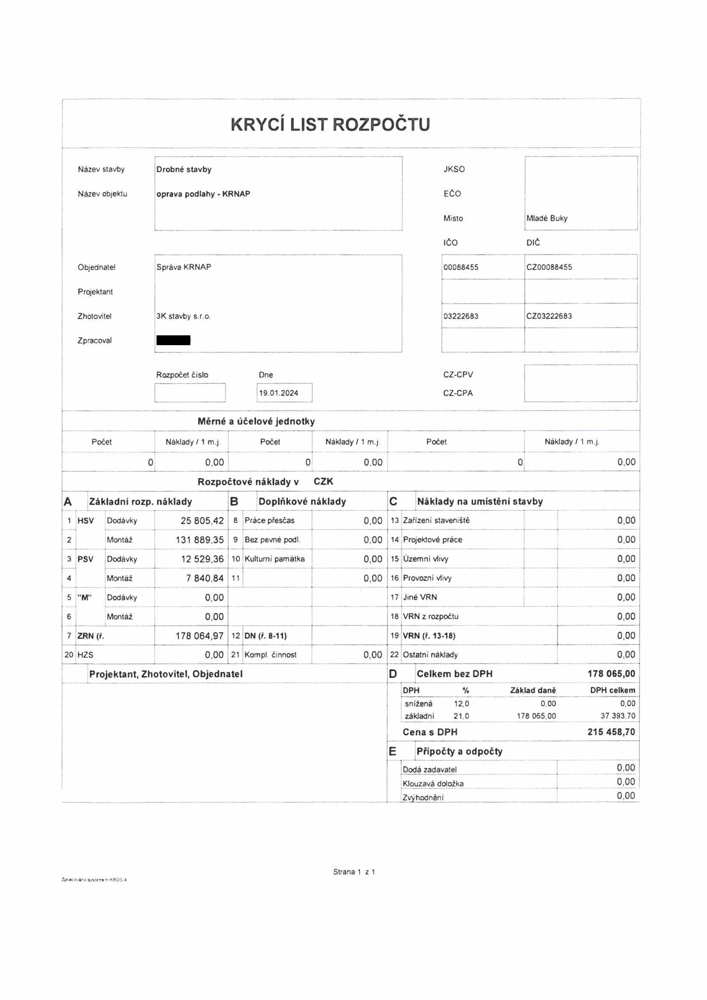 KRYCÍ LIST ROZPOČTU
Název stavby Drobné stavby JKSO
Název objektu oprava podlahy - KRNAP EČO
Místo Mladé Buky
IČO DIČ
Objednatel Správa KRNAP 00088455 CZ00088455
Projektant
Zhotovitel 3K stavby s.r.o. 03222683 CZ03222683
Zpracoval
Rozpočet číslo Dne CZ-CPV
19.01.2024 CZ-CPA
Měrné a účelové jednotky
Počet Náklady / 1 m.j. Počet Náklady / 1 m.j. Počet Náklady / 1 m.j.
0 0,00 0 0,00 0 0,00
Rozpočtové náklady v CZK
A Základní rozp. náklady B Doplňkové náklady C Náklady na umístění stavby
1 HSV Dodávky 25 805,42 8 Práce přesčas 0,00 13 Zařízení staveniště 0,00
2 Montáž 131 889,35 9 Bez pevné podl. 0,00 14 Projektové práce 0,00
3 PSV Dodávky 12 529,36 10 Kulturní památka 0,00 15 Územní vlivy 0,00
4 Montáž 7 840,84 11 0,00 16 Provozní vlivy 0,00
5 "M" Dodávky 0,00 17 Jiné VRN 0,00
6 Montáž 0,00 18 VRN z rozpočtu 0,00
7 ZRN (ř. 178 064,97 12 DN (ř. 8-11) 19 VRN (ř. 13-18) 0,00
20 HZS 0,00 21 Kompl. činnost 0,00 22 Ostatní náklady 0,00
Projektant, Zhotovitel, Objednatel D Celkem bez DPH 178 065,00
DPH % Základ daně DPH celkem
snížená 12,0 0,00 0,00
základní 21,0 178 065,00 37 393,70
Cena s DPH 215 458,70
E Přípočty a odpočty
Dodá zadavatel 0,00
Klouzavá doložka 0,00
Zvýhodnění 0,00
Strana 1 z 1
Zpracováno systémem KROS 4